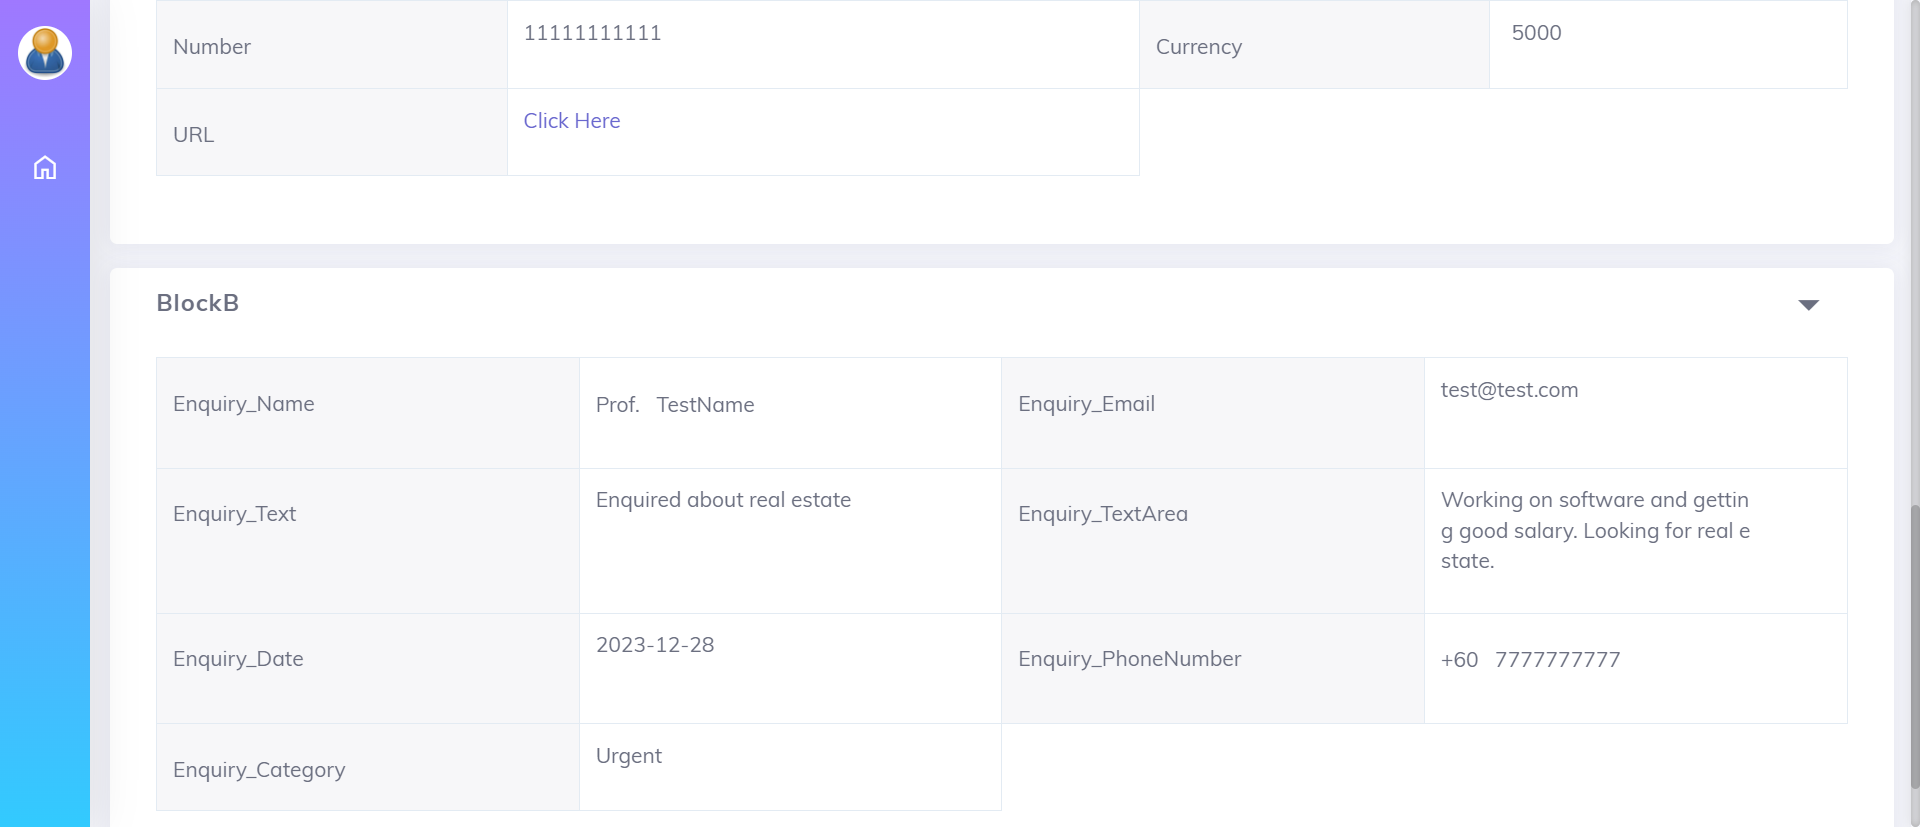 Number
11111111111
Currency
5000
URL
Click Here
BlockB
Enquiry_Name
Prof. TestName
Enquiry_Email
test@test.com
Enquiry_Text
Enquired about real estate
Enquiry_TextArea
Working on software and gettin
g good salary. Looking for real e
state.
Enquiry_Date
2023-12-28
Enquiry_PhoneNumber
+60 7777777777
Enquiry_Category
Urgent